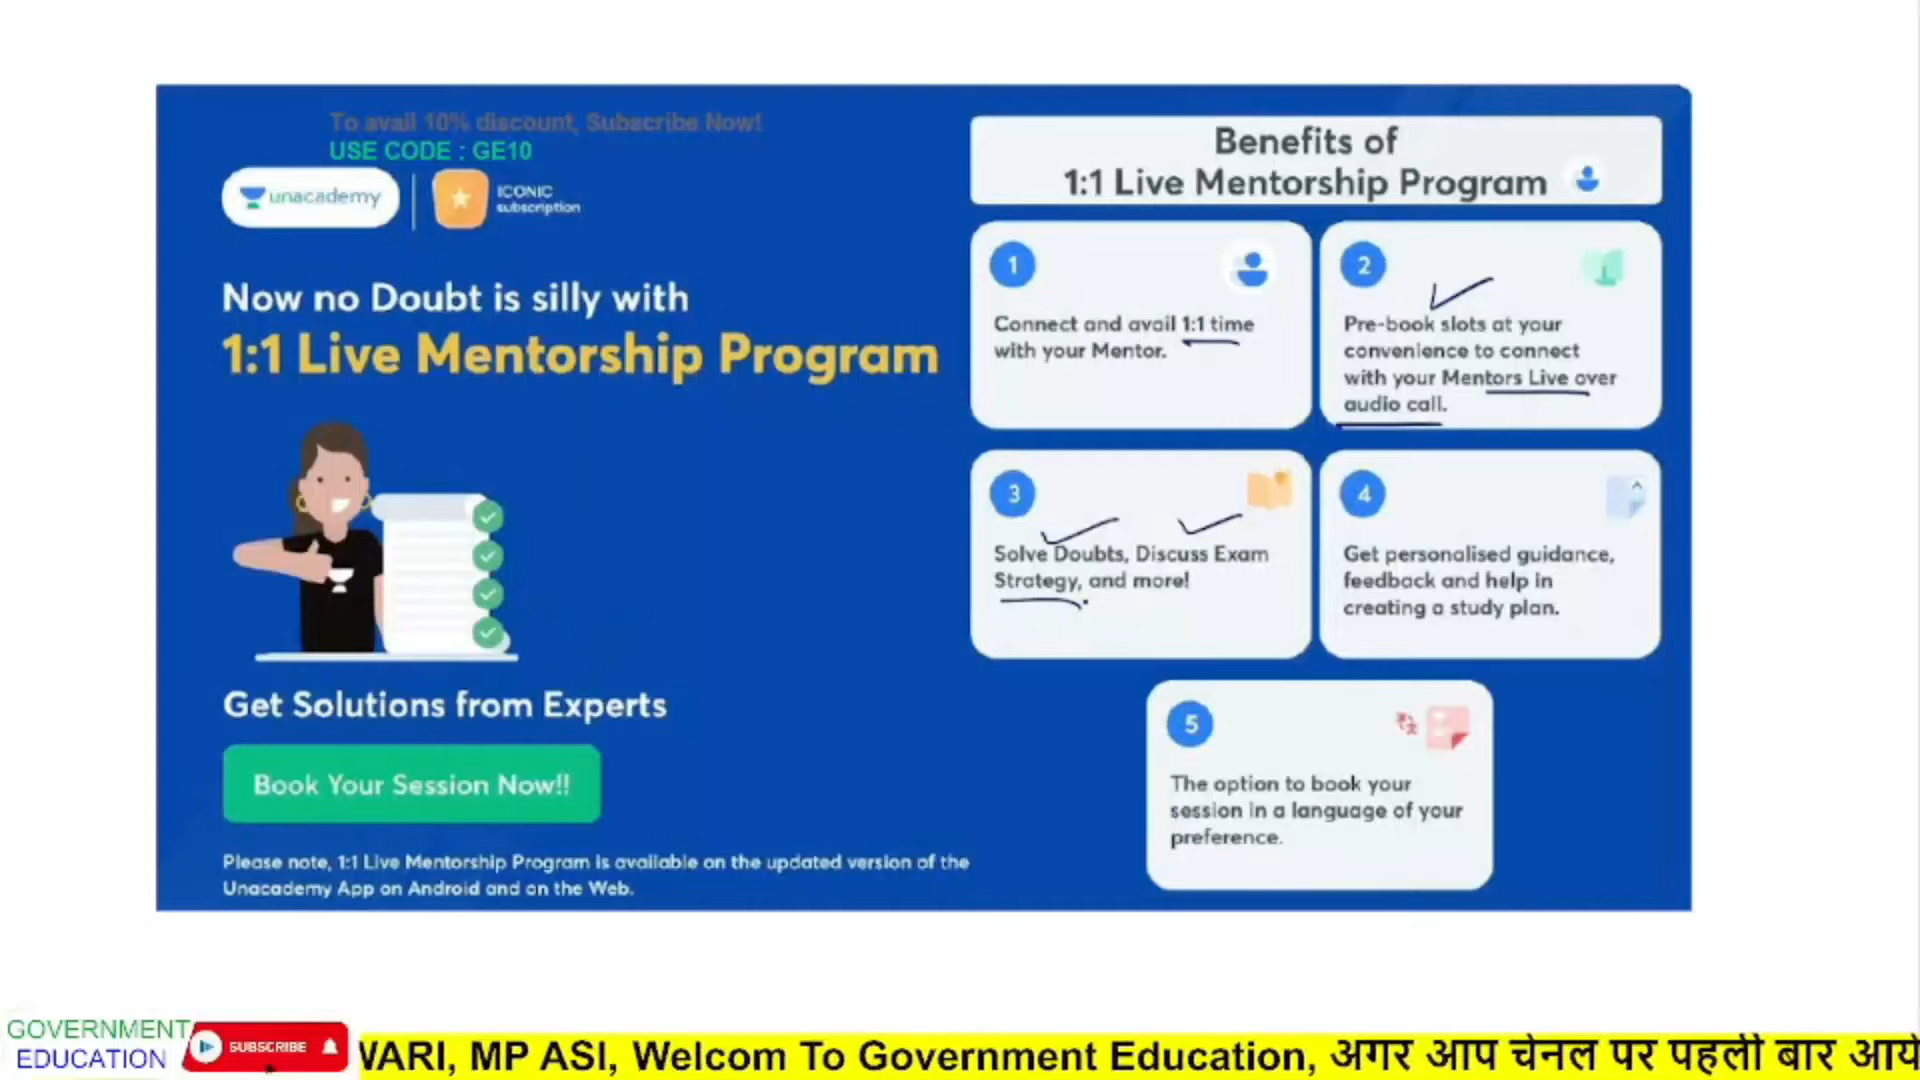 To avail 10% discount, Subscribe Now!
USE CODE : GE10
unacademy
ICONIC
subscription
Now no Doubt is silly with
1:1 Live Mentorship Program
Get Solutions from Experts
Book Your Session Now!!
Please note, 1:1 Live Mentorship Program is available on the updated version of the
Unacademy App on Android and on the Web.
Benefits of
1:1 Live Mentorship Program
1
Connect and avail 1:1 time
with your Mentor.
2
Pre-book slots at your
convenience to connect
with your Mentors Live over
audio call.
3
Solve Doubts, Discuss Exam
Strategy, and more!
4
Get personalised guidance,
feedback and help in
creating a study plan.
5
The option to book your
session in a language of your
preference.
GOVERNMENT
EDUCATION
SUBSCRIBE
WARI, MP ASI, Welcom To Government Education, अगर आप चेनल पर पहली बार आये